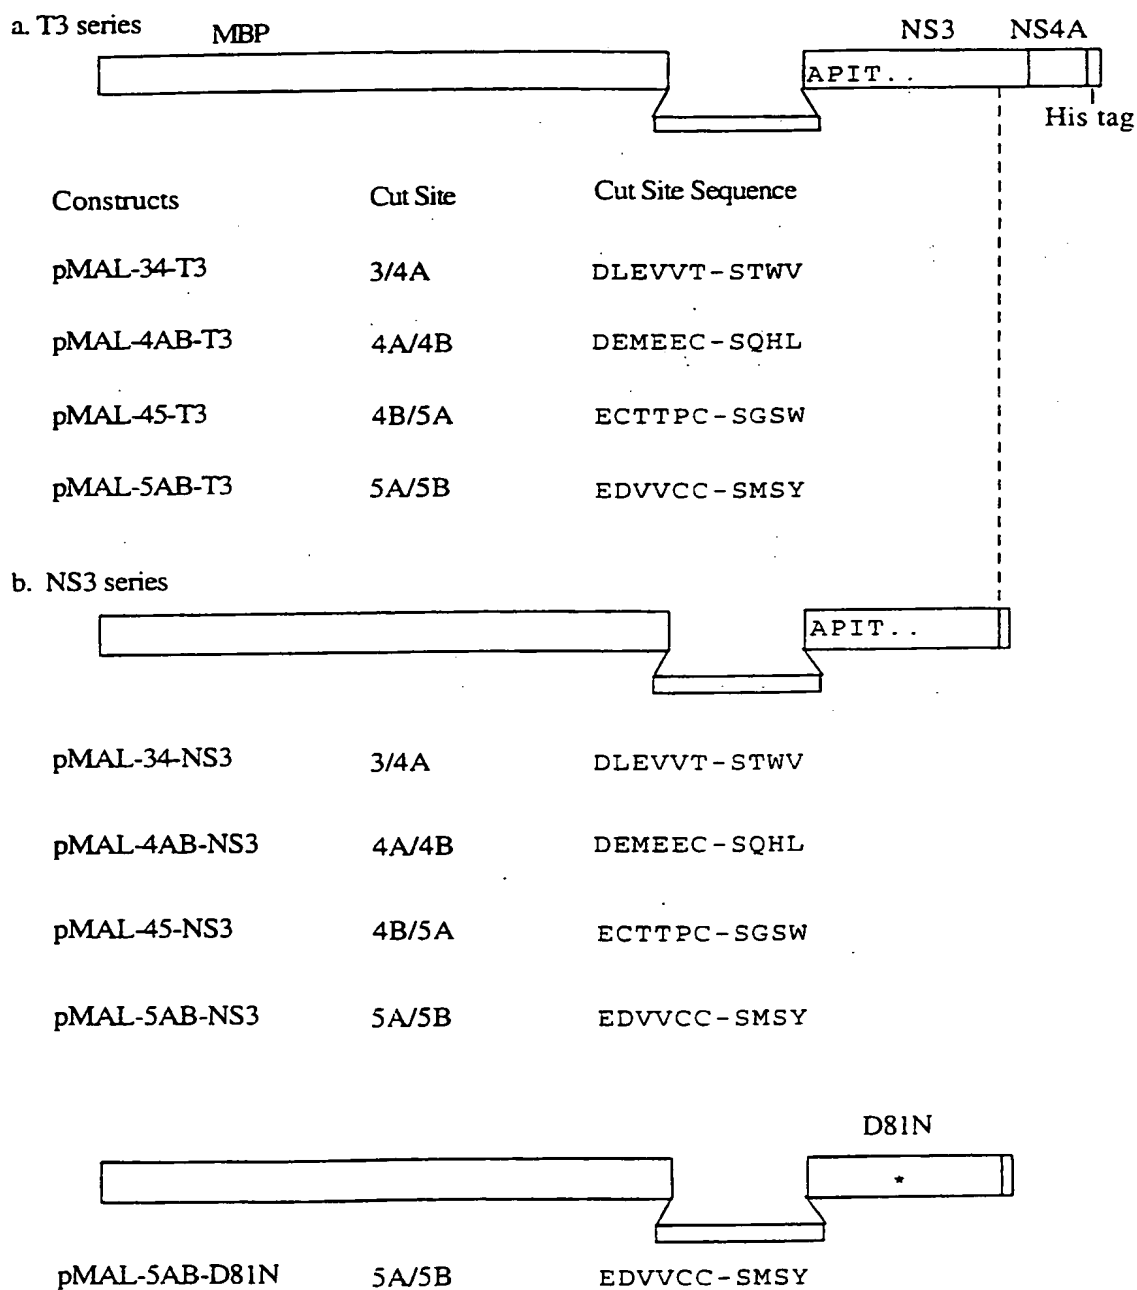 a. T3 series
MBP
NS3 NS4A
APIT..
His tag
Constructs Cut Site Cut Site Sequence
pMAL-34-T3 3/4A DLEVVT-STWV
pMAL-4AB-T3 4A/4B DEMEEC-SQHL
pMAL-45-T3 4B/5A ECTTPC-SGSW
pMAL-5AB-T3 5A/5B EDVVCC-SMSY
b. NS3 series
APIT..
pMAL-34-NS3 3/4A DLEVVT-STWV
pMAL-4AB-NS3 4A/4B DEMEEC-SQHL
pMAL-45-NS3 4B/5A ECTTPC-SGSW
pMAL-5AB-NS3 5A/5B EDVVCC-SMSY
D81N
*
pMAL-5AB-D81N 5A/5B EDVVCC-SMSY